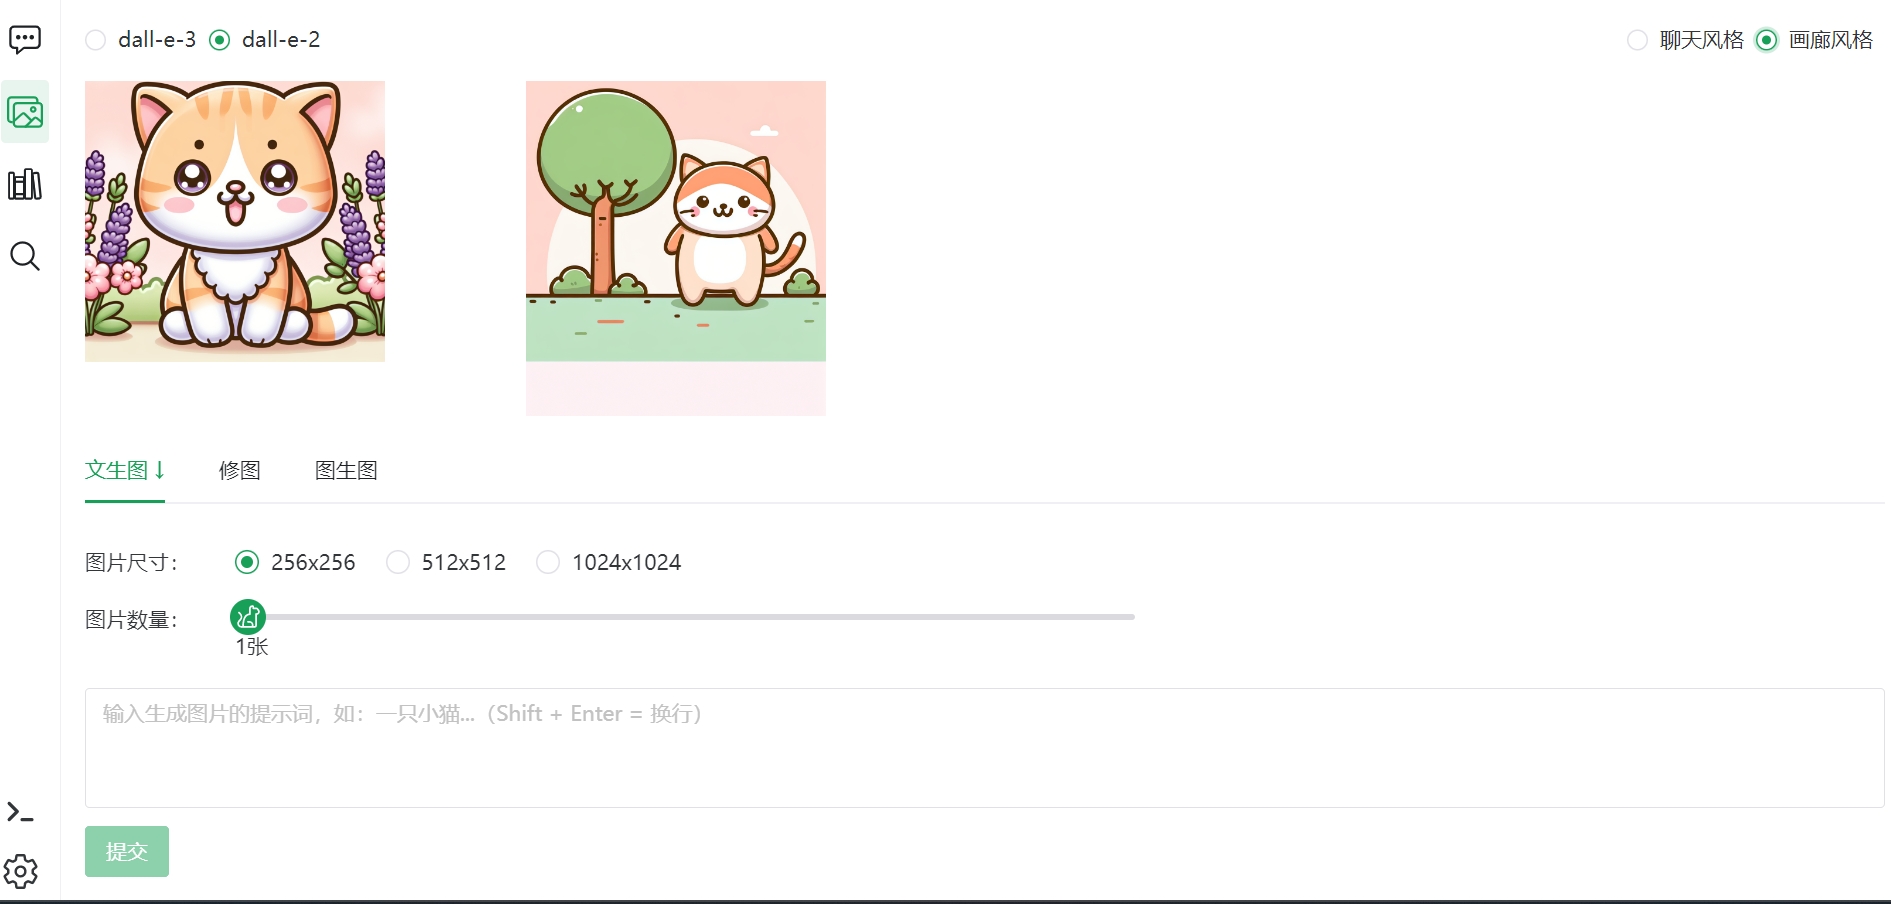 dall-e-3 dall-e-2 聊天风格 画廊风格
文生图↓ 修图 图生图
图片尺寸： 256x256 512x512 1024x1024
图片数量：
1张
输入生成图片的提示词，如：一只小猫...（Shift + Enter = 换行）
提交